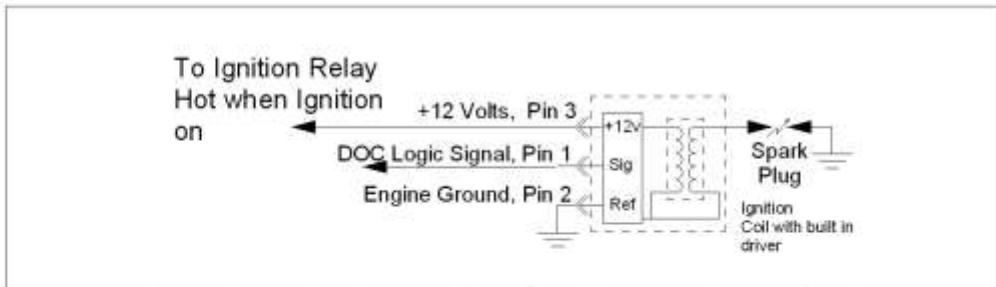 To Ignition Relay
Hot when Ignition
on
+12 Volts, Pin 3
+12v
DOC Logic Signal, Pin 1
Sig
Engine Ground, Pin 2
Ref
Spark
Plug
Ignition
Coil with built in
driver